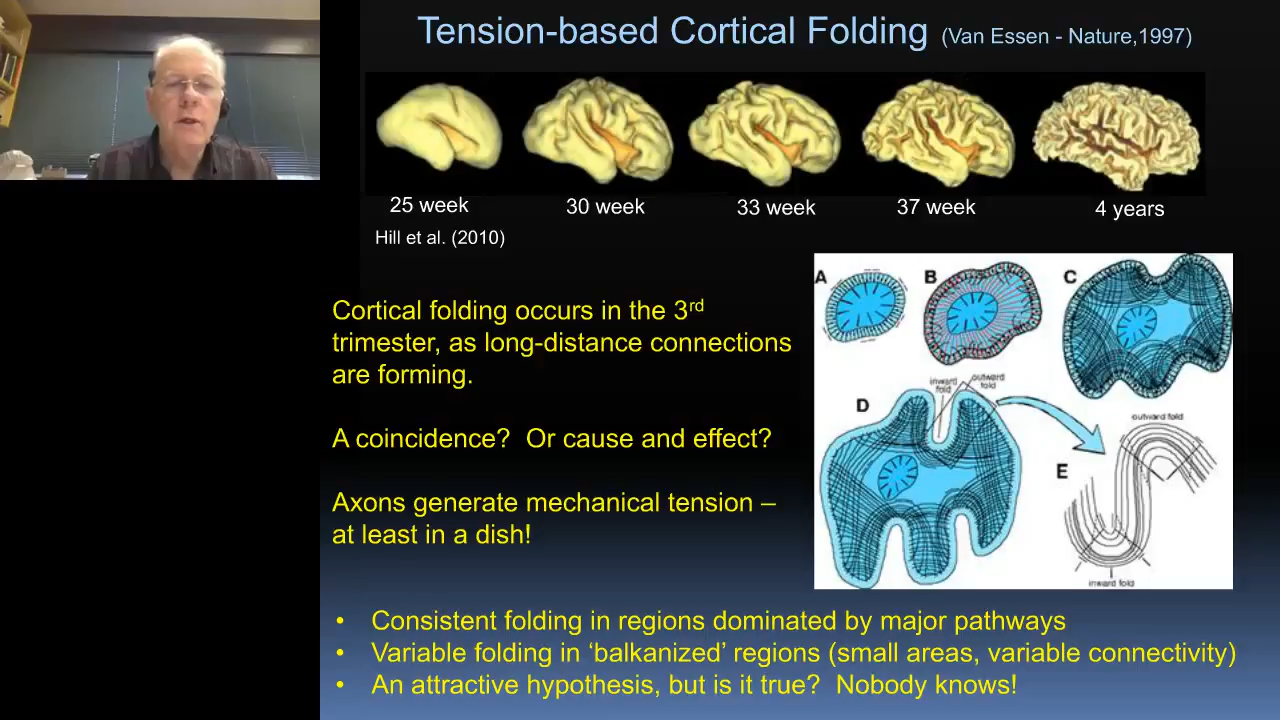 Tension-based Cortical Folding (Van Essen - Nature,1997)
25 week
30 week
33 week
37 week
4 years
Hill et al. (2010)
Cortical folding occurs in the 3rd
trimester, as long-distance connections
are forming.
A coincidence? Or cause and effect?
Axons generate mechanical tension –
at least in a dish!
A
B
C
D
inward
fold
outward
fold
E
outward fold
inward fold
• Consistent folding in regions dominated by major pathways
• Variable folding in ‘balkanized’ regions (small areas, variable connectivity)
• An attractive hypothesis, but is it true? Nobody knows!